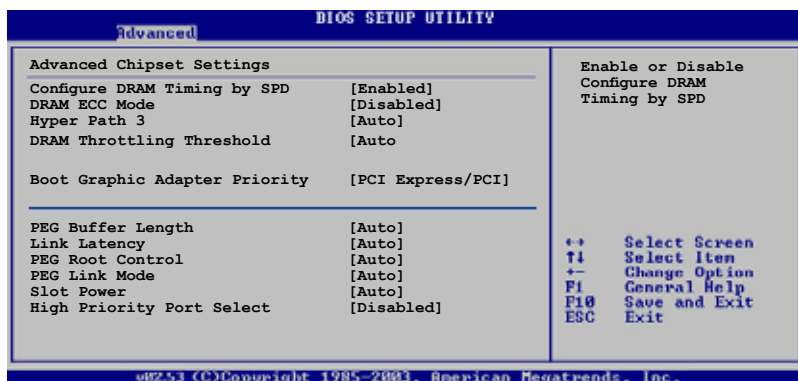 BIOS SETUP UTILITY
Advanced
Advanced Chipset Settings
Configure DRAM Timing by SPD [Enabled]
DRAM ECC Mode [Disabled]
Hyper Path 3 [Auto]
DRAM Throttling Threshold [Auto
Boot Graphic Adapter Priority [PCI Express/PCI]
PEG Buffer Length [Auto]
Link Latency [Auto]
PEG Root Control [Auto]
PEG Link Mode [Auto]
Slot Power [Auto]
High Priority Port Select [Disabled]
Enable or Disable
Configure DRAM
Timing by SPD
↔ Select Screen
↑↓ Select Item
+- Change Option
F1 General Help
F10 Save and Exit
ESC Exit
v02.53 (C)Copyright 1985-2003, American Megatrends, Inc.